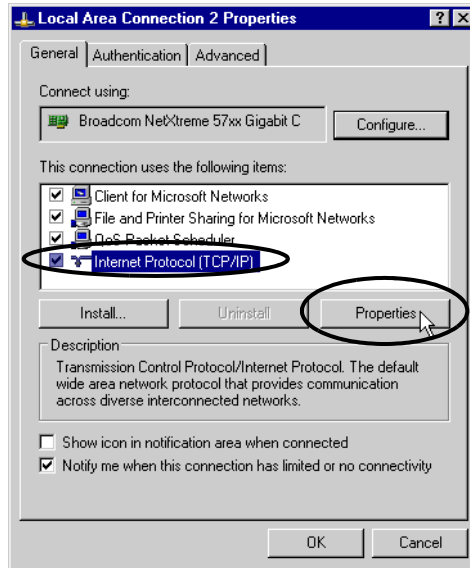 Local Area Connection 2 Properties
General Authentication Advanced
Connect using:
Broadcom NetXtreme 57xx Gigabit C Configure...
This connection uses the following items:
Client for Microsoft Networks
File and Printer Sharing for Microsoft Networks
QoS Packet Scheduler
Internet Protocol (TCP/IP)
Install... Uninstall Properties
Description
Transmission Control Protocol/Internet Protocol. The default
wide area network protocol that provides communication
across diverse interconnected networks.
Show icon in notification area when connected
Notify me when this connection has limited or no connectivity
OK Cancel